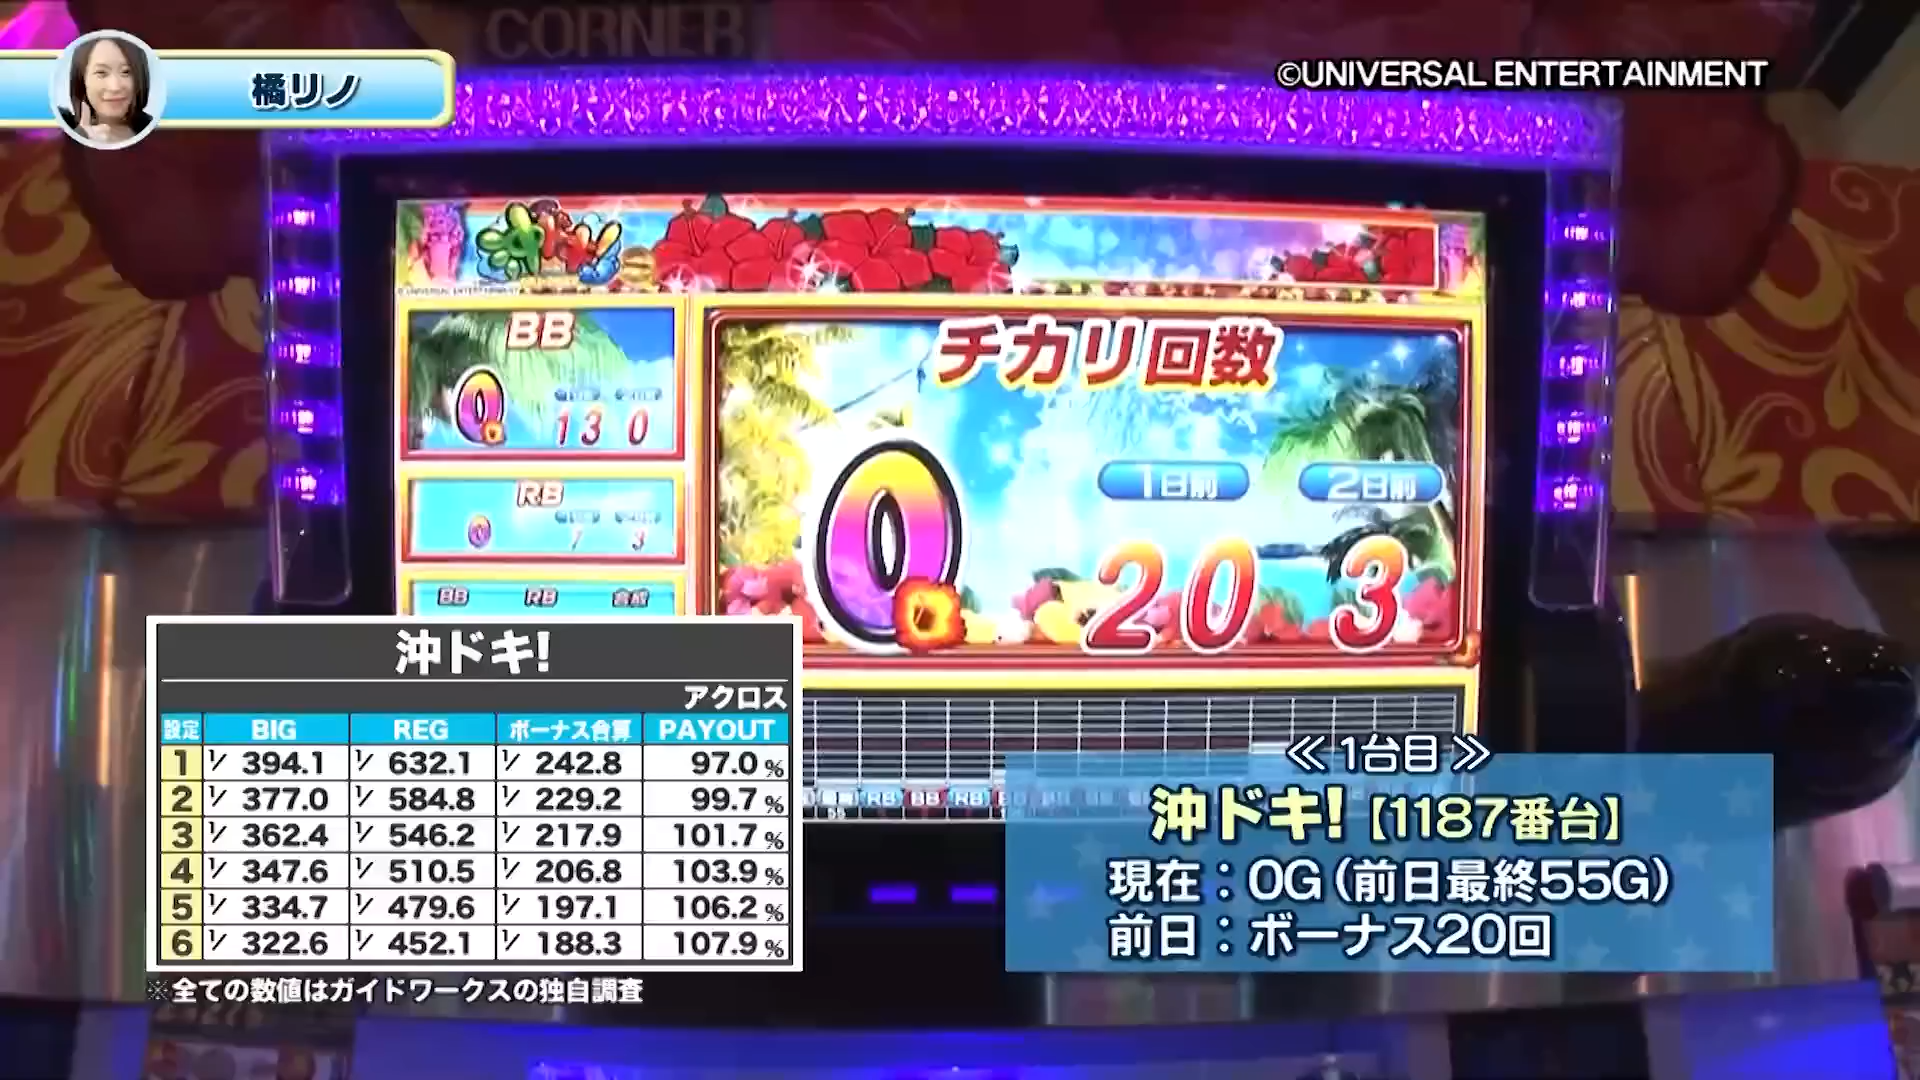 CORNER
橘リノ
©UNIVERSAL ENTERTAINMENT
沖ドキ!
BB
0
13 0
RB
0
7 3
BB RB 合成
チカリ回数
1日前 2日前
0 20 3
沖ドキ!
アクロス
設定 BIG REG ボーナス合算 PAYOUT
1 1/394.1 1/632.1 1/242.8 97.0%
2 1/377.0 1/584.8 1/229.2 99.7%
3 1/362.4 1/546.2 1/217.9 101.7%
4 1/347.6 1/510.5 1/206.8 103.9%
5 1/334.7 1/479.6 1/197.1 106.2%
6 1/322.6 1/452.1 1/188.3 107.9%
※全ての数値はガイドワークスの独自調査
RB BB RB
≪1台目≫
沖ドキ!【1187番台】
現在：0G(前日最終55G)
前日：ボーナス20回